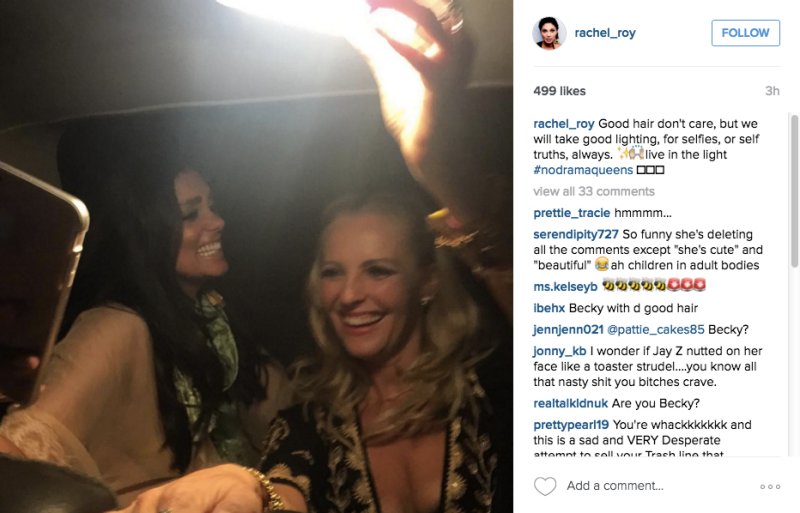 rachel_roy
FOLLOW
499 likes
3h
rachel_roy Good hair don't care, but we
will take good lighting, for selfies, or self
truths, always. ✨🙌🏼live in the light
#nodramaqueens
view all 33 comments
prettie_tracie hmmmm...
serendipity727 So funny she's deleting
all the comments except "she's cute" and
"beautiful" 😂ah children in adult bodies
ms.kelseyb 🐝🐝🐝🐝🐝🚨🚨🚨
ibehx Becky with d good hair
jennjenn021 @pattie_cakes85 Becky?
jonny_kb I wonder if Jay Z nutted on her
face like a toaster strudel....you know all
that nasty shit you bitches crave.
realtalkldnuk Are you Becky?
prettypearl19 You're whackkkkkkk and
this is a sad and VERY Desperate
attempt to sell your Trash line that
Add a comment...